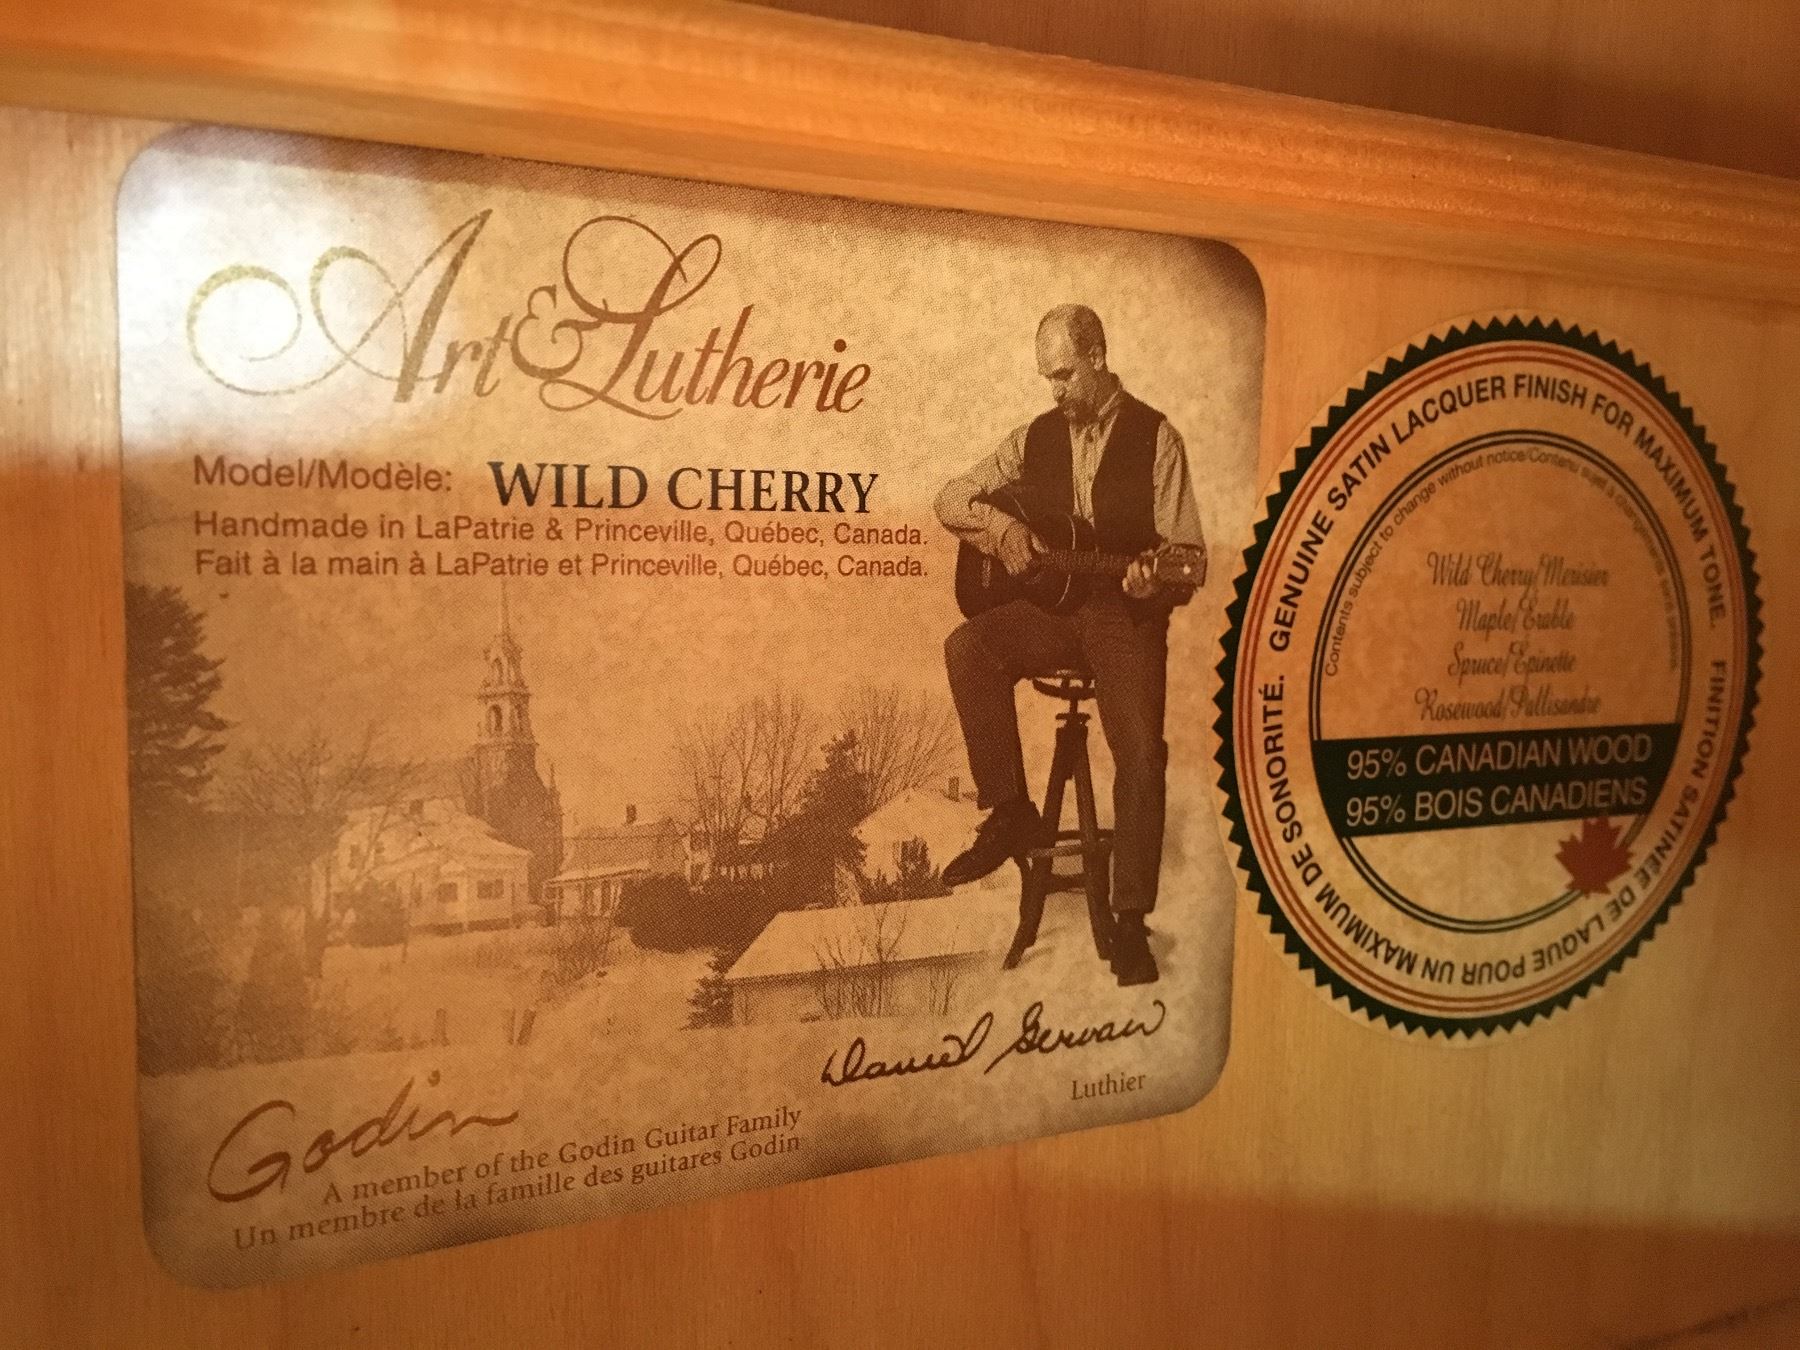 Art & Lutherie
Model/Modèle: WILD CHERRY
Handmade in LaPatrie & Princeville, Québec, Canada.
Fait à la main à LaPatrie et Princeville, Québec, Canada.
Daniel Gervais
Luthier
Godin
A member of the Godin Guitar Family
Un membre de la famille des guitares Godin
GENUINE SATIN LACQUER FINISH FOR MAXIMUM TONE.
FINITION SATINÉE DE LAQUE POUR UN MAXIMUM DE SONORITÉ.
Contents subject to change without notice/Contenu sujet à changements sans préavis.
Wild Cherry/Merisier
Maple/Érable
Spruce/Épinette
Rosewood/Pallisandre
95% CANADIAN WOOD
95% BOIS CANADIENS